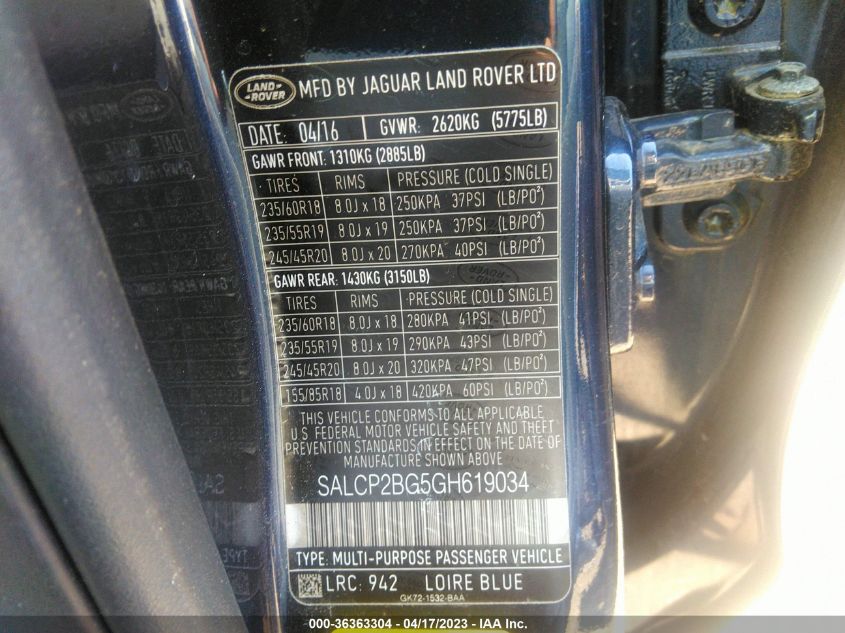 LAND
ROVER
MFD BY JAGUAR LAND ROVER LTD
DATE: 04/16 GVWR: 2620KG (5775LB)
GAWR FRONT: 1310KG (2885LB)
TIRES RIMS PRESSURE (COLD SINGLE)
235/60R18 8.0J x 18 250KPA 37PSI (LB/PO²)
235/55R19 8.0J x 19 250KPA 37PSI (LB/PO²)
245/45R20 8.0J x 20 270KPA 40PSI (LB/PO²)
GAWR REAR: 1430KG (3150LB)
TIRES RIMS PRESSURE (COLD SINGLE)
235/60R18 8.0J x 18 280KPA 41PSI (LB/PO²)
235/55R19 8.0J x 19 290KPA 43PSI (LB/PO²)
245/45R20 8.0J x 20 320KPA 47PSI (LB/PO²)
155/85R18 4.0J x 18 420KPA 60PSI (LB/PO²)
THIS VEHICLE CONFORMS TO ALL APPLICABLE
U.S. FEDERAL MOTOR VEHICLE SAFETY AND THEFT
PREVENTION STANDARDS IN EFFECT ON THE DATE OF
MANUFACTURE SHOWN ABOVE
SALCP2BG5GH619034
TYPE: MULTI-PURPOSE PASSENGER VEHICLE
LRC: 942 LOIRE BLUE
GK72-1532-BAA
000-36363304 - 04/17/2023 - IAA Inc.